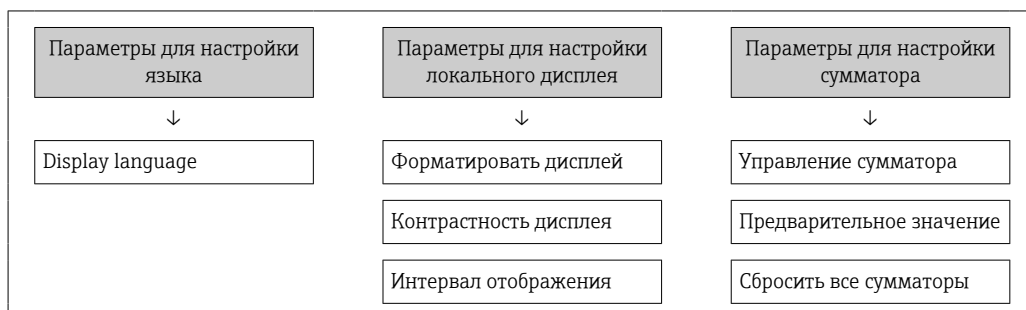 Параметры для настройки
языка
↓
Display language
Параметры для настройки
локального дисплея
↓
Форматировать дисплей
Контрастность дисплея
Интервал отображения
Параметры для настройки
сумматора
↓
Управление сумматора
Предварительное значение
Сбросить все сумматоры